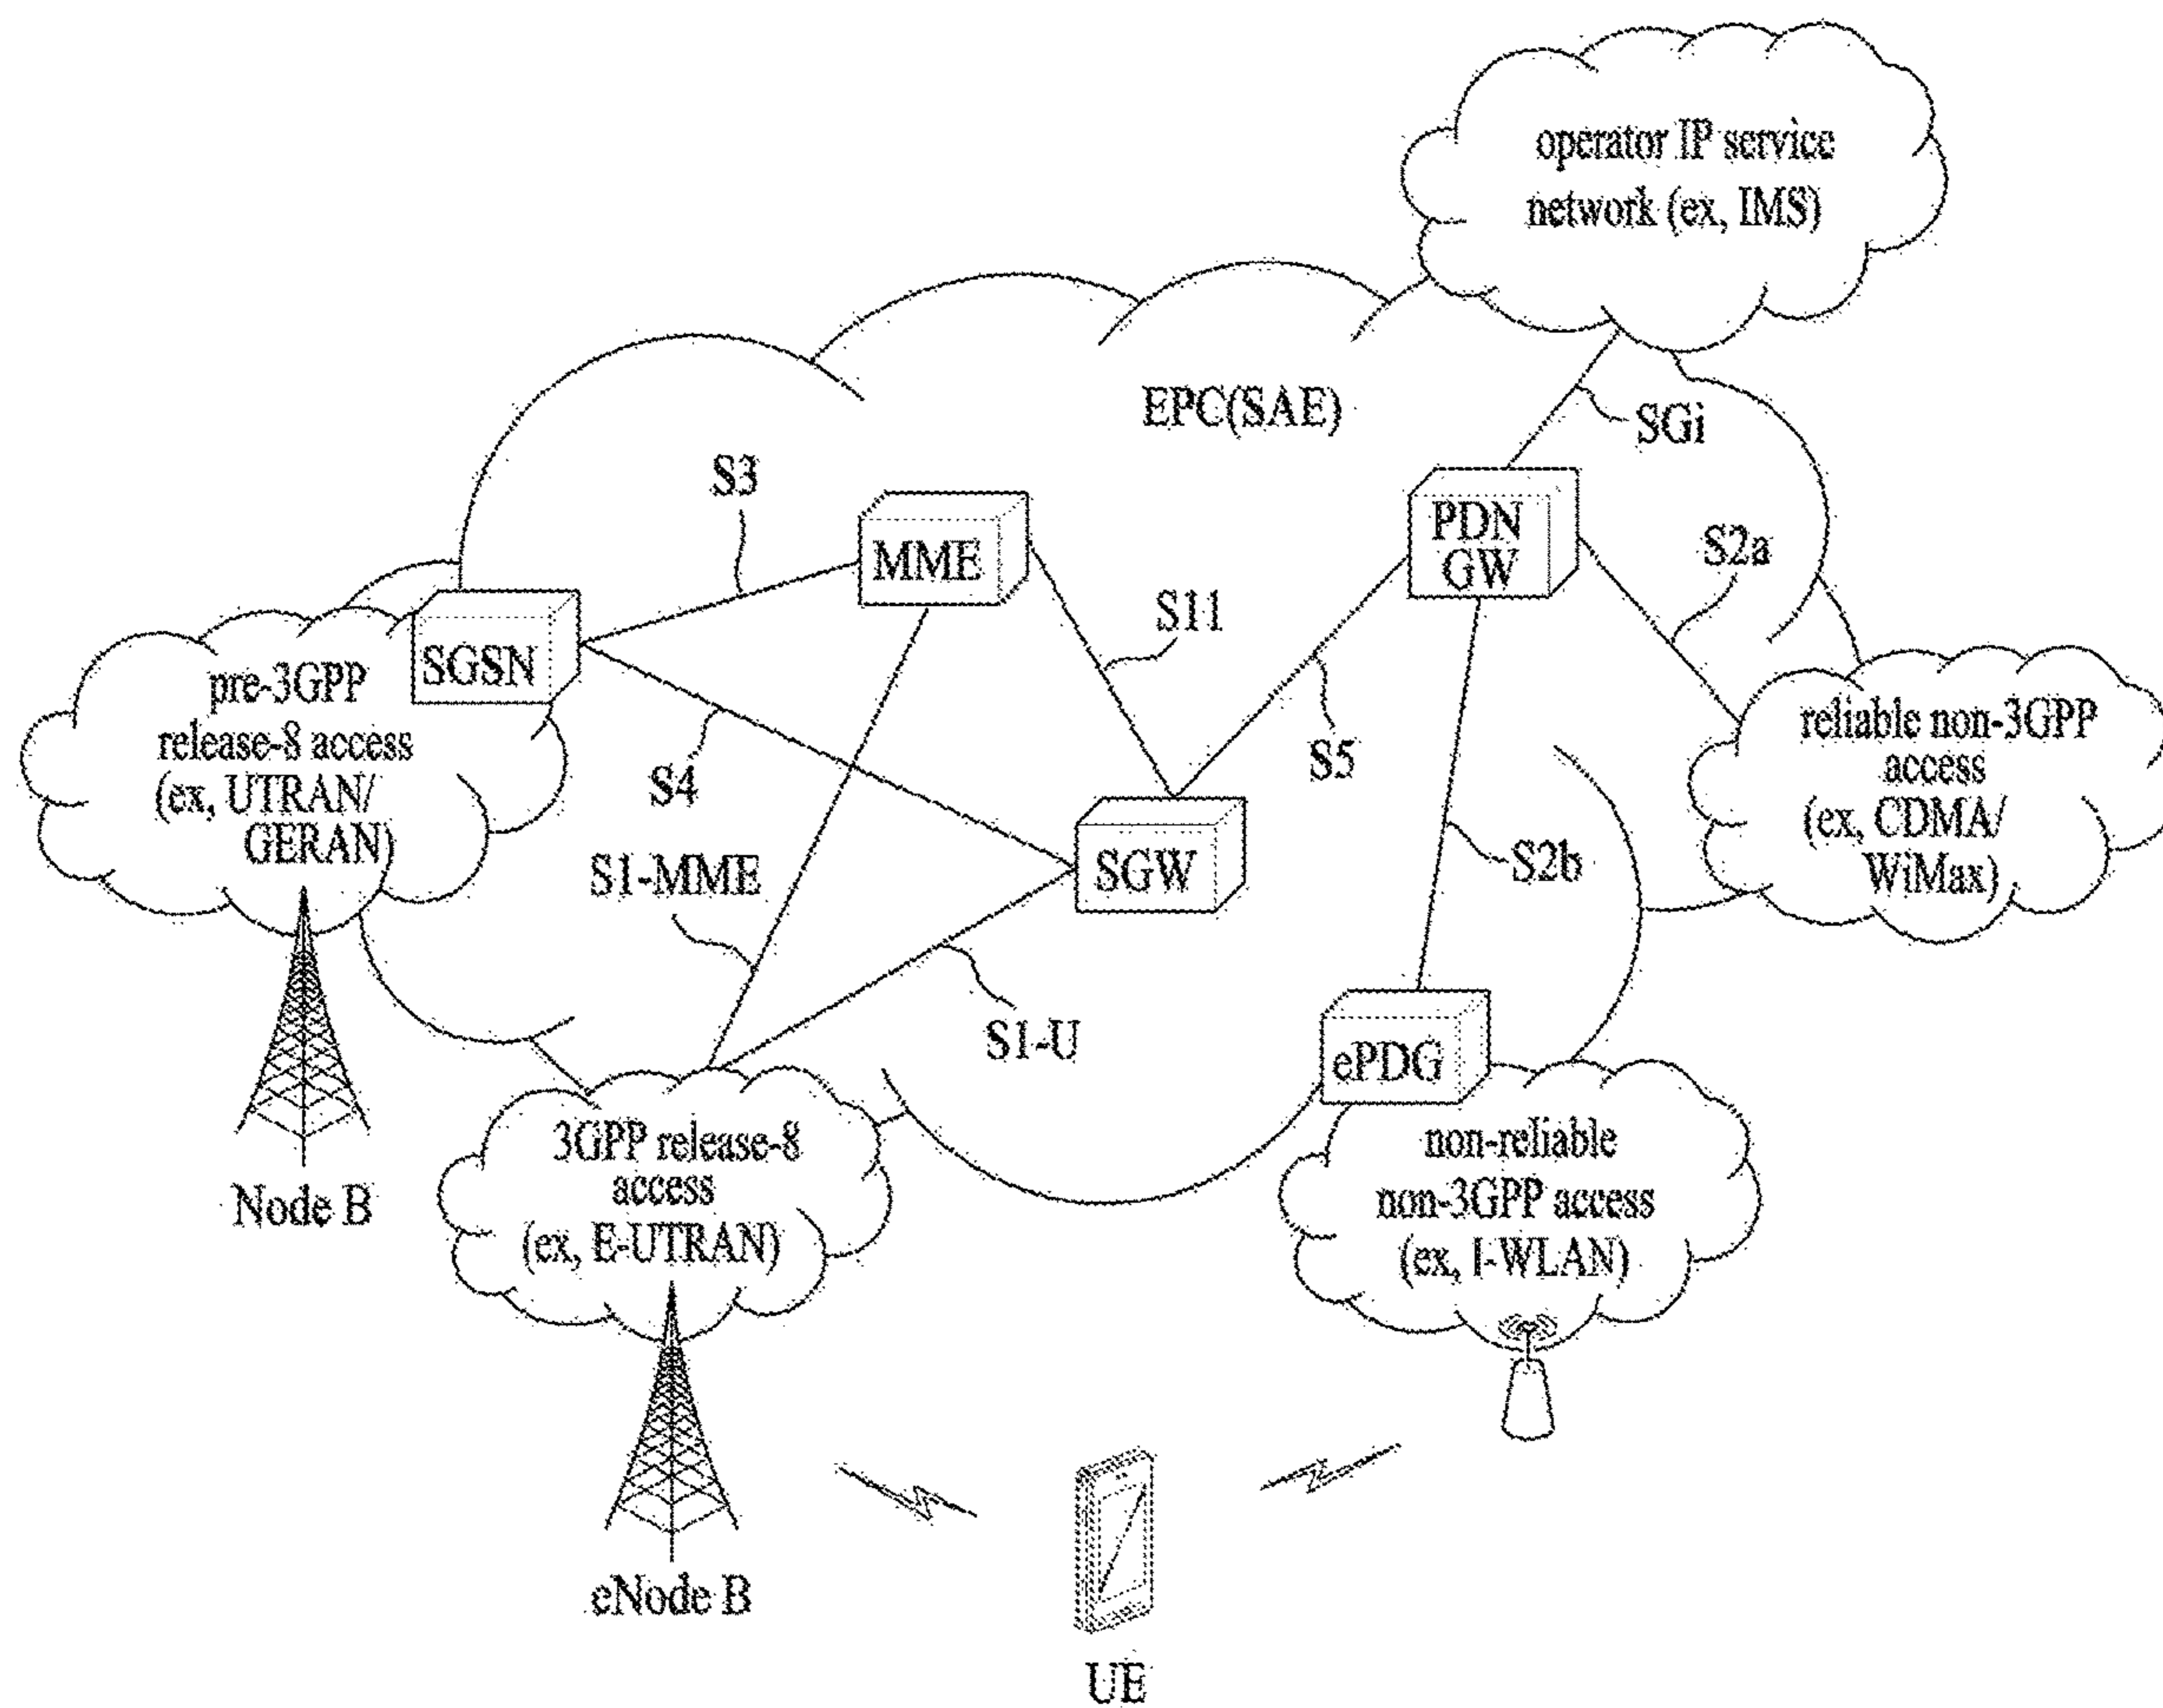 operator IP service
network (ex, IMS)
EPC(SAE)
SGi
S3
MME
PDN
GW
S2a
S11
SGSN
pre-3GPP
release-8 access
(ex, UTRAN/
GERAN)
S4
S5
reliable non-3GPP
access
(ex, CDMA/
WiMax)
S1-MME
SGW
S2b
S1-U
ePDG
Node B
3GPP release-8
access
(ex, E-UTRAN)
non-reliable
non-3GPP access
(ex, I-WLAN)
eNode B
UE